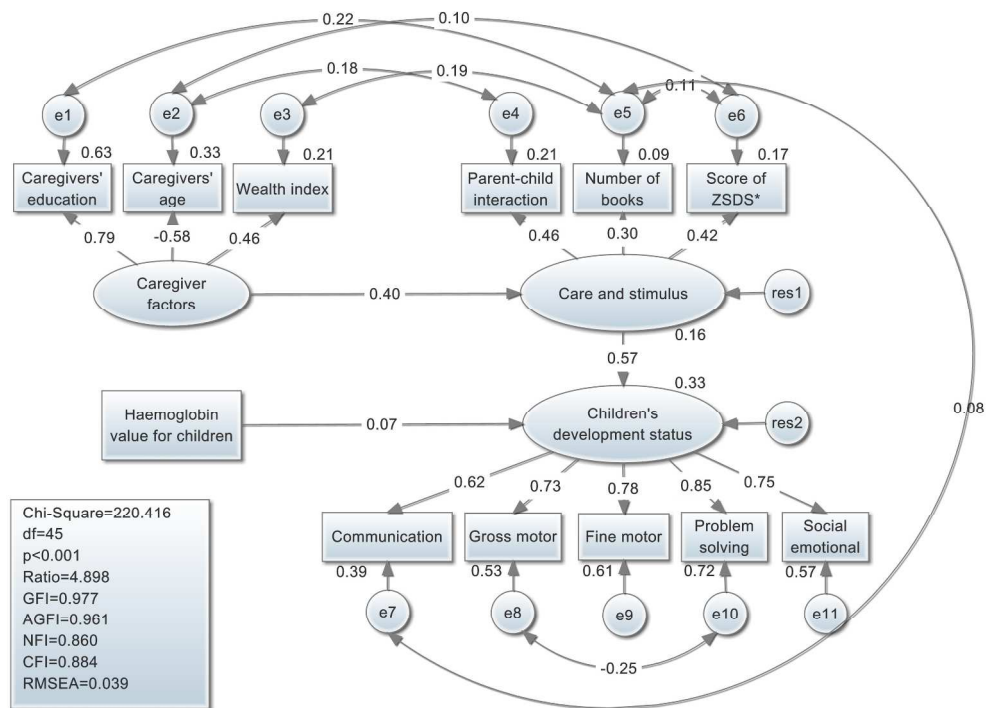 0.22
0.10
0.18
0.19
0.11
e1
e2
e3
e4
e5
e6
0.63
0.33
0.21
0.21
0.09
0.17
Caregivers'
education
Caregivers'
age
Wealth index
Parent-child
interaction
Number of
books
Score of
ZSDS*
0.79
-0.58
0.46
0.46
0.30
0.42
Caregiver
factors
0.40
Care and stimulus
res1
0.16
0.57
0.33
0.08
Haemoglobin
value for children
0.07
Children's
development status
res2
0.62
0.73
0.78
0.85
0.75
Communication
Gross motor
Fine motor
Problem
solving
Social
emotional
0.39
0.53
0.61
0.72
0.57
e7
e8
e9
e10
e11
-0.25
Chi-Square=220.416
df=45
p<0.001
Ratio=4.898
GFI=0.977
AGFI=0.961
NFI=0.860
CFI=0.884
RMSEA=0.039